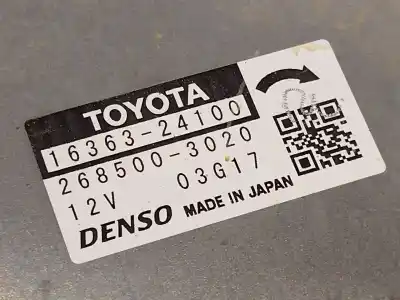 TOYOTA
16363-24100
268500-3020
12V 03G17
DENSO MADE IN JAPAN